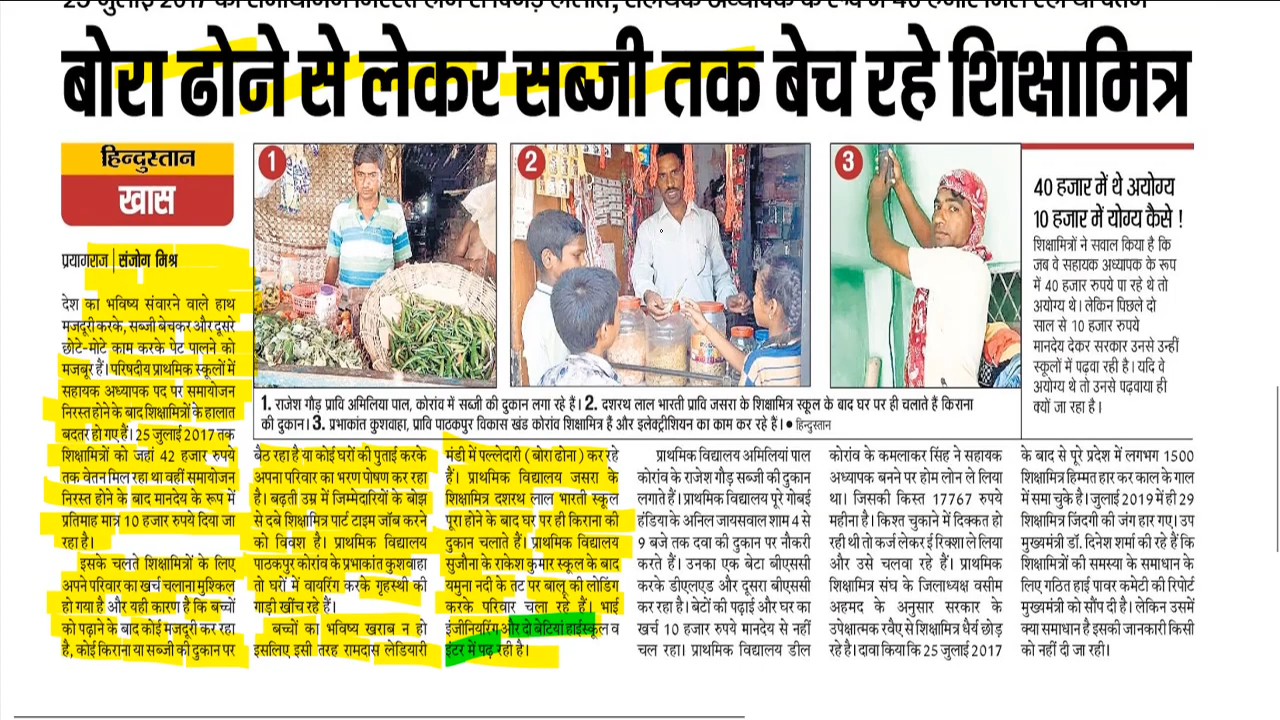 बोरा ढोने से लेकर सब्जी तक बेच रहे शिक्षामित्र
हिन्दुस्तान
खास
प्रयागराज | संजोग मिश्र
देश का भविष्य संवारने वाले हाथ
मजदूरी करके, सब्जी बेचकर और दूसरे
छोटे-मोटे काम करके पेट पालने को
मजबूर हैं। परिषदीय प्राथमिक स्कूलों में
सहायक अध्यापक पद पर समायोजन
निरस्त होने के बाद शिक्षामित्रों के हालात
बदतर हो गए हैं। 25 जुलाई 2017 तक
शिक्षामित्रों को जहां 42 हजार रुपये
तक वेतन मिल रहा था वहीं समायोजन
निरस्त होने के बाद मानदेय के रूप में
प्रतिमाह मात्र 10 हजार रुपये दिया जा
रहा है।
इसके चलते शिक्षामित्रों के लिए
अपने परिवार का खर्च चलाना मुश्किल
हो गया है और यही कारण है कि बच्चों
को पढ़ाने के बाद कोई मजदूरी कर रहा
है, कोई किराना या सब्जी की दुकान पर
1
2
3
1. राजेश गौड़ प्रावि अमिलिया पाल, कोरांव में सब्जी की दुकान लगा रहे हैं। 2. दशरथ लाल भारती प्रावि जसरा के शिक्षामित्र स्कूल के बाद घर पर ही चलाते हैं किराना
की दुकान। 3. प्रभाकांत कुशवाहा, प्रावि पाठकपुर विकास खंड कोरांव शिक्षामित्र हैं और इलेक्ट्रीशियन का काम कर रहे हैं। ● हिन्दुस्तान
40 हजार में थे अयोग्य
10 हजार में योग्य कैसे !
शिक्षामित्रों ने सवाल किया है कि
जब वे सहायक अध्यापक के रूप
में 40 हजार रुपये पा रहे थे तो
अयोग्य थे। लेकिन पिछले दो
साल से 10 हजार रुपये
मानदेय देकर सरकार उनसे उन्हीं
स्कूलों में पढ़वा रही है। यदि वे
अयोग्य थे तो उनसे पढ़वाया ही
क्यों जा रहा है।
बैठ रहा है या कोई घरों की पुताई करके
अपना परिवार का भरण पोषण कर रहा
है। बढ़ती उम्र में जिम्मेदारियों के बोझ
से दबे शिक्षामित्र पार्ट टाइम जॉब करने
को विवश है। प्राथमिक विद्यालय
पाठकपुर कोरांव के प्रभाकांत कुशवाहा
तो घरों में वायरिंग करके गृहस्थी की
गाड़ी खींच रहे हैं।
बच्चों का भविष्य खराब न हो
इसलिए इसी तरह रामदास लेडियारी
मंडी में पल्लेदारी ( बोरा ढोना ) कर रहे
हैं। प्राथमिक विद्यालय जसरा के
शिक्षामित्र दशरथ लाल भारती स्कूल
पूरा होने के बाद घर पर ही किराना की
दुकान चलाते हैं। प्राथमिक विद्यालय
सुजौना के राकेश कुमार स्कूल के बाद
यमुना नदी के तट पर बालू की लोडिंग
करके परिवार चला रहे हैं। भाई
इंजीनियरिंग और दो बेटियां हाईस्कूल व
इंटर में पढ़ रही है।
प्राथमिक विद्यालय अमिलियां पाल
कोरांव के राजेश गौड़ सब्जी की दुकान
लगाते हैं। प्राथमिक विद्यालय पूरे गोबई
हंडिया के अनिल जायसवाल शाम 4 से
9 बजे तक दवा की दुकान पर नौकरी
करते हैं। उनका एक बेटा बीएससी
करके डीएलएड और दूसरा बीएससी
कर रहा है। बेटों की पढ़ाई और घर का
खर्च 10 हजार रुपये मानदेय से नहीं
चल रहा। प्राथमिक विद्यालय डील
कोरांव के कमलाकर सिंह ने सहायक
अध्यापक बनने पर होम लोन ले लिया
था। जिसकी किस्त 17767 रुपये
महीना है। किश्त चुकाने में दिक्कत हो
रही थी तो कर्ज लेकर ई रिक्शा ले लिया
और उसे चलवा रहे हैं। प्राथमिक
शिक्षामित्र संघ के जिलाध्यक्ष वसीम
अहमद के अनुसार सरकार के
उपेक्षात्मक रवैए से शिक्षामित्र धैर्य छोड़
रहे है। दावा किया कि 25 जुलाई 2017
के बाद से पूरे प्रदेश में लगभग 1500
शिक्षामित्र हिम्मत हार कर काल के गाल
में समा चुके है। जुलाई 2019 में ही 29
शिक्षामित्र जिंदगी की जंग हार गए। उप
मुख्यमंत्री डॉ. दिनेश शर्मा की रहे हैं कि
शिक्षामित्रों की समस्या के समाधान के
लिए गठित हाई पावर कमेटी की रिपोर्ट
मुख्यमंत्री को सौंप दी है। लेकिन उसमें
क्या समाधान है इसकी जानकारी किसी
को नहीं दी जा रही।